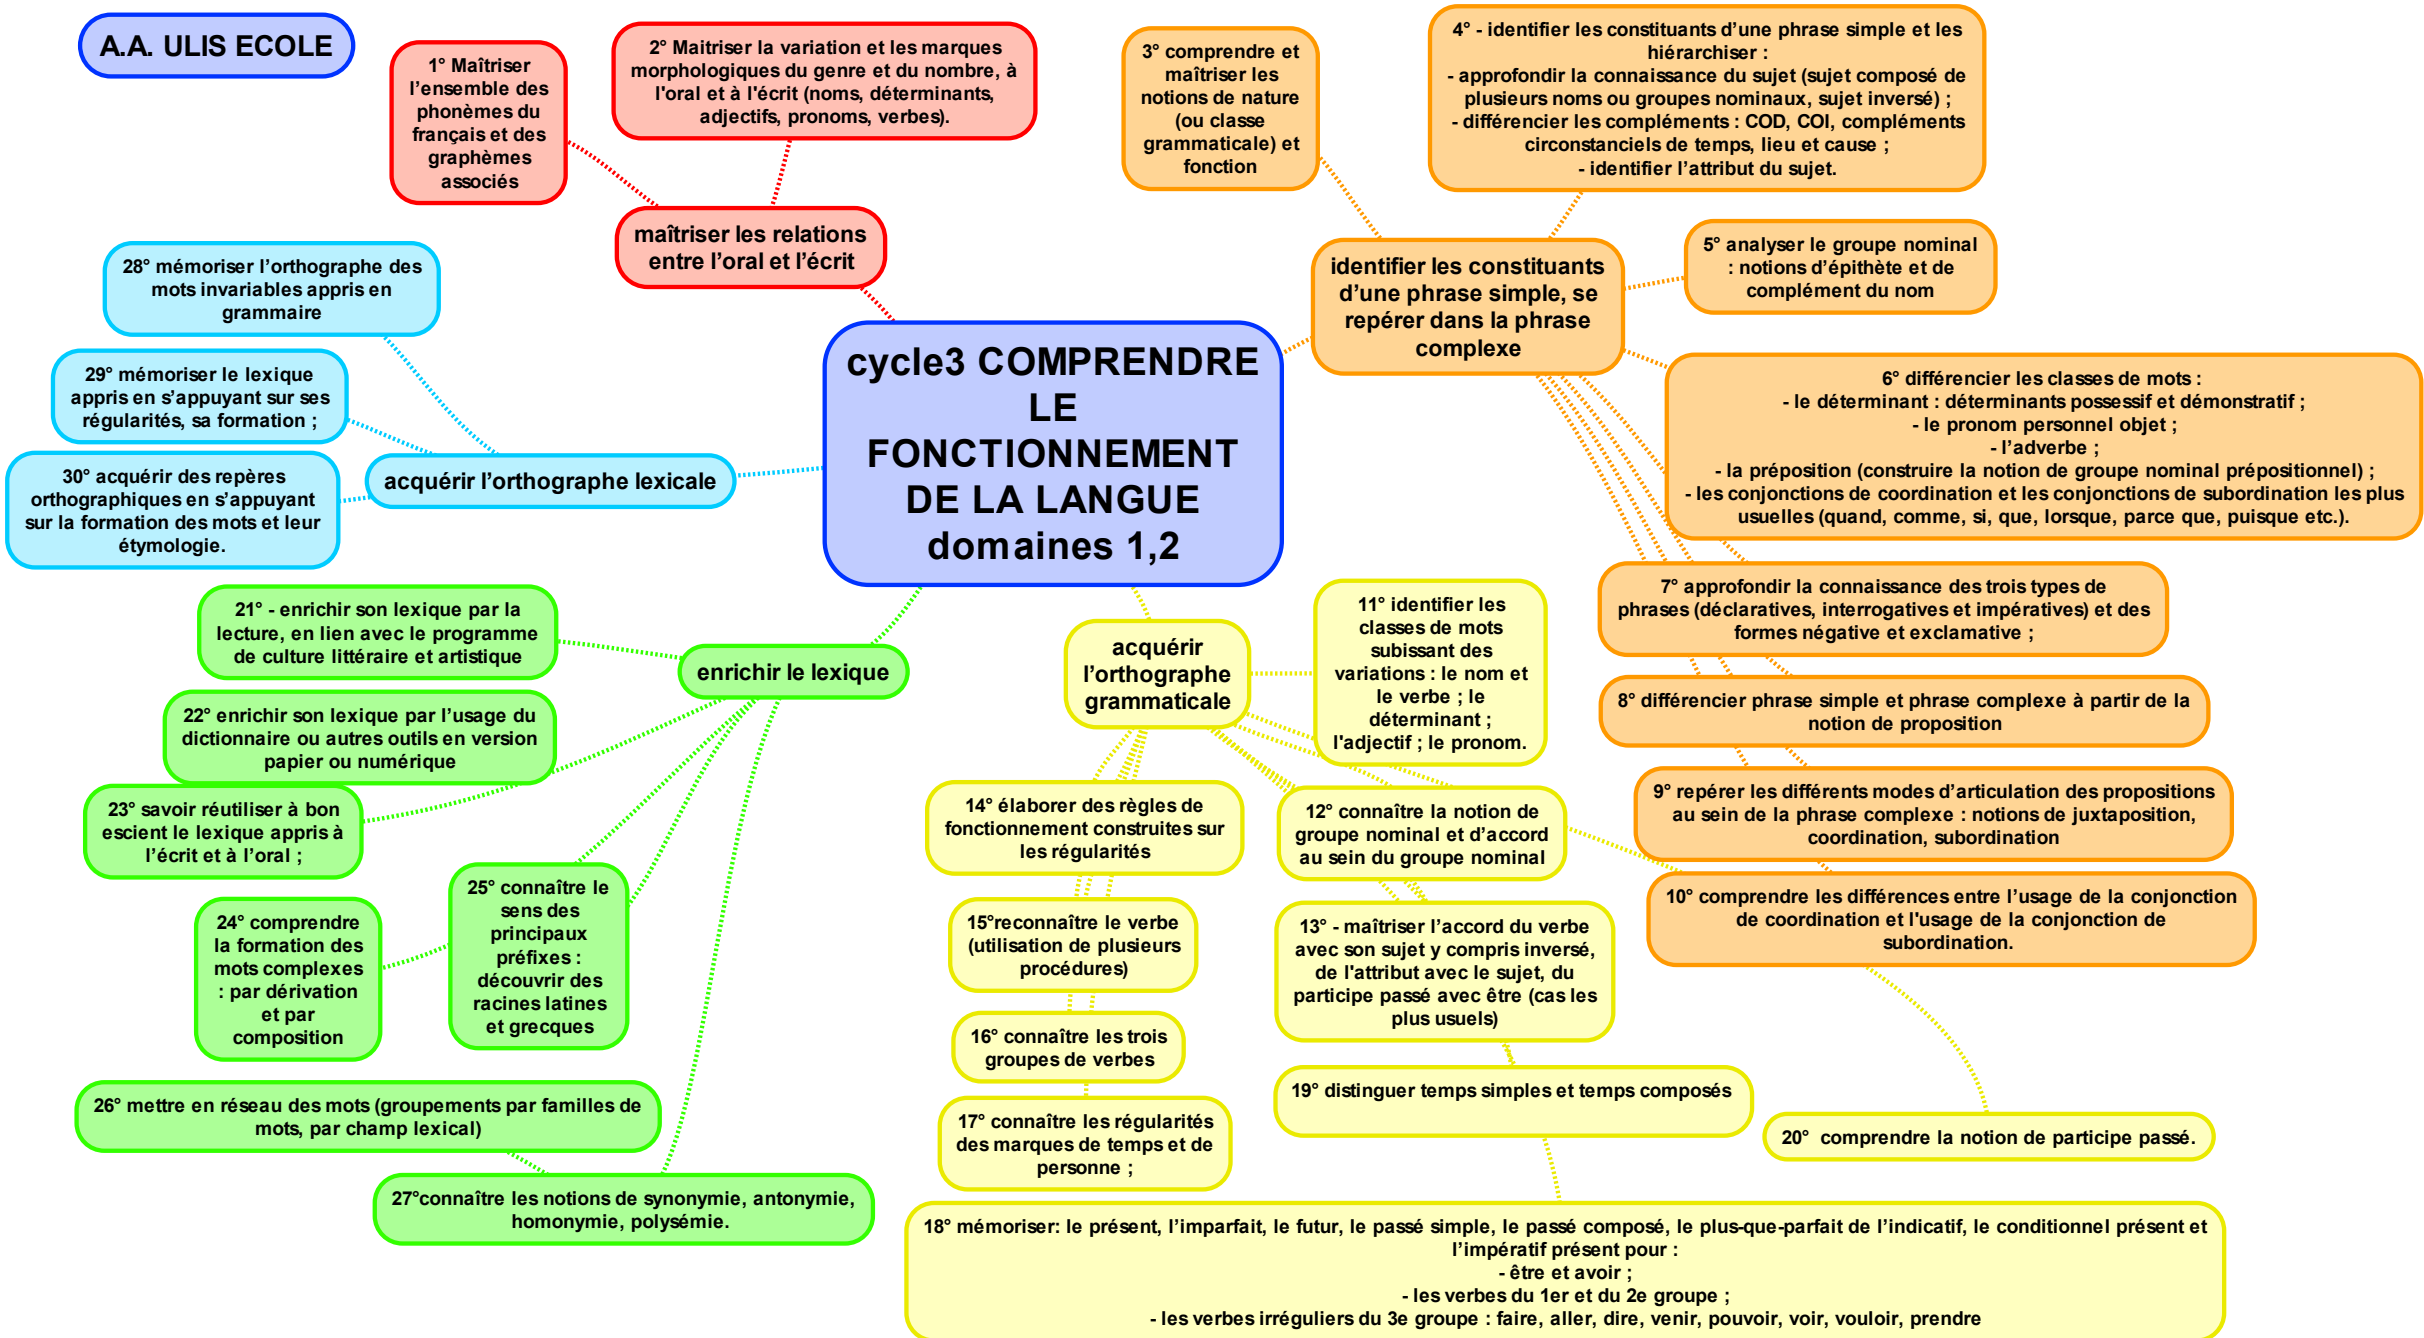 A.A. ULIS ECOLE
1° Maîtriser
l’ensemble des
phonèmes du
français et des
graphèmes
associés
2° Maitriser la variation et les marques
morphologiques du genre et du nombre, à
l'oral et à l'écrit (noms, déterminants,
adjectifs, pronoms, verbes).
maîtriser les relations
entre l’oral et l’écrit
3° comprendre et
maîtriser les
notions de nature
(ou classe
grammaticale) et
fonction
4° - identifier les constituants d’une phrase simple et les
hiérarchiser :
- approfondir la connaissance du sujet (sujet composé de
plusieurs noms ou groupes nominaux, sujet inversé) ;
- différencier les compléments : COD, COI, compléments
circonstanciels de temps, lieu et cause ;
- identifier l’attribut du sujet.
identifier les constituants
d’une phrase simple, se
repérer dans la phrase
complexe
5° analyser le groupe nominal
: notions d’épithète et de
complément du nom
6° différencier les classes de mots :
- le déterminant : déterminants possessif et démonstratif ;
- le pronom personnel objet ;
- l’adverbe ;
- la préposition (construire la notion de groupe nominal prépositionnel) ;
- les conjonctions de coordination et les conjonctions de subordination les plus
usuelles (quand, comme, si, que, lorsque, parce que, puisque etc.).
7° approfondir la connaissance des trois types de
phrases (déclaratives, interrogatives et impératives) et des
formes négative et exclamative ;
8° différencier phrase simple et phrase complexe à partir de la
notion de proposition
9° repérer les différents modes d’articulation des propositions
au sein de la phrase complexe : notions de juxtaposition,
coordination, subordination
10° comprendre les différences entre l’usage de la conjonction
de coordination et l'usage de la conjonction de
subordination.
cycle3 COMPRENDRE
LE
FONCTIONNEMENT
DE LA LANGUE
domaines 1,2
28° mémoriser l’orthographe des
mots invariables appris en
grammaire
29° mémoriser le lexique
appris en s’appuyant sur ses
régularités, sa formation ;
30° acquérir des repères
orthographiques en s’appuyant
sur la formation des mots et leur
étymologie.
acquérir l’orthographe lexicale
21° - enrichir son lexique par la
lecture, en lien avec le programme
de culture littéraire et artistique
enrichir le lexique
22° enrichir son lexique par l’usage du
dictionnaire ou autres outils en version
papier ou numérique
23° savoir réutiliser à bon
escient le lexique appris à
l’écrit et à l’oral ;
24° comprendre
la formation des
mots complexes
: par dérivation
et par
composition
25° connaître le
sens des
principaux
préfixes :
découvrir des
racines latines
et grecques
26° mettre en réseau des mots (groupements par familles de
mots, par champ lexical)
27°connaître les notions de synonymie, antonymie,
homonymie, polysémie.
acquérir
l’orthographe
grammaticale
11° identifier les
classes de mots
subissant des
variations : le nom et
le verbe ; le
déterminant ;
l'adjectif ; le pronom.
12° connaître la notion de
groupe nominal et d’accord
au sein du groupe nominal
13° - maîtriser l’accord du verbe
avec son sujet y compris inversé,
de l'attribut avec le sujet, du
participe passé avec être (cas les
plus usuels)
14° élaborer des règles de
fonctionnement construites sur
les régularités
15°reconnaître le verbe
(utilisation de plusieurs
procédures)
16° connaître les trois
groupes de verbes
17° connaître les régularités
des marques de temps et de
personne ;
19° distinguer temps simples et temps composés
20° comprendre la notion de participe passé.
18° mémoriser: le présent, l’imparfait, le futur, le passé simple, le passé composé, le plus-que-parfait de l’indicatif, le conditionnel présent et
l’impératif présent pour :
- être et avoir ;
- les verbes du 1er et du 2e groupe ;
- les verbes irréguliers du 3e groupe : faire, aller, dire, venir, pouvoir, voir, vouloir, prendre